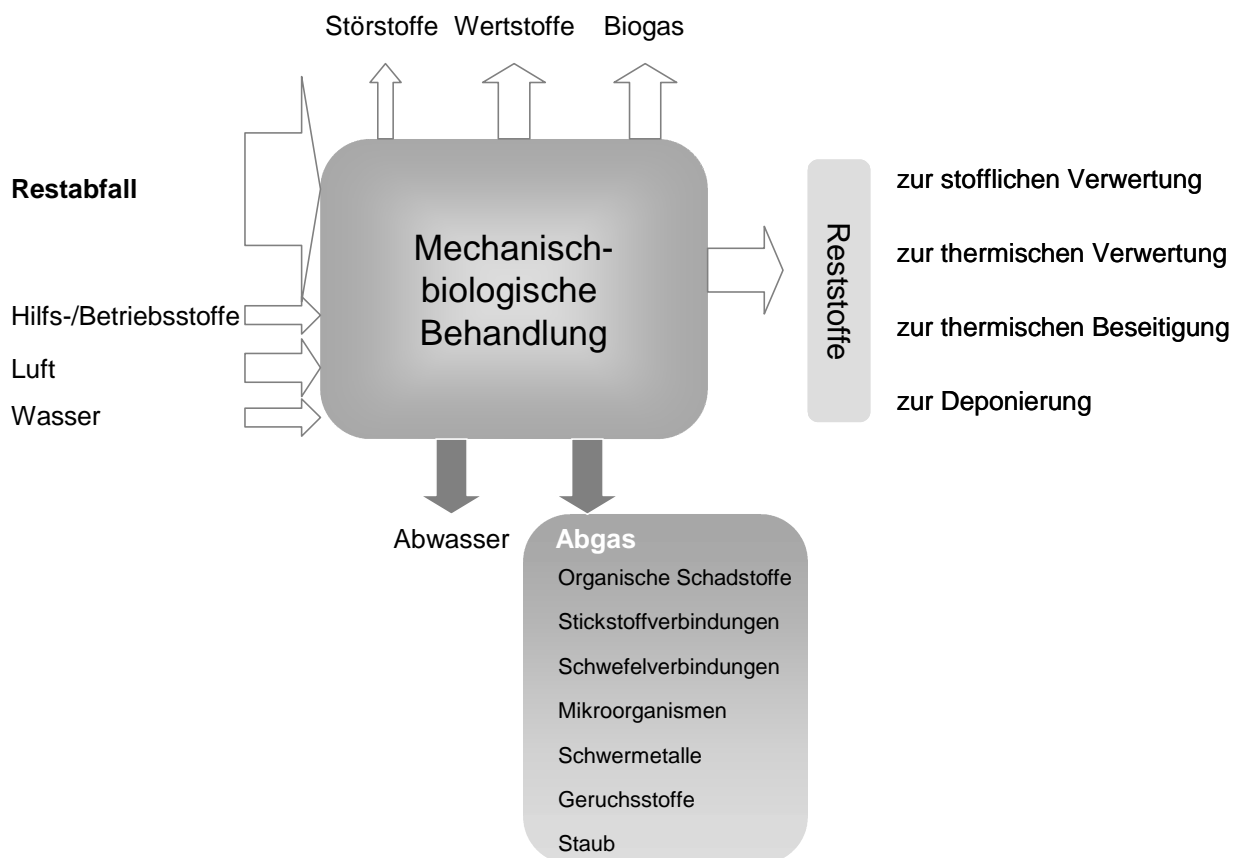 Störstoffe Wertstoffe Biogas
Restabfall
Hilfs-/Betriebsstoffe
Luft
Wasser
Mechanisch-
biologische
Behandlung
Reststoffe
zur stofflichen Verwertung
zur thermischen Verwertung
zur thermischen Beseitigung
zur Deponierung
Abwasser
Abgas
Organische Schadstoffe
Stickstoffverbindungen
Schwefelverbindungen
Mikroorganismen
Schwermetalle
Geruchsstoffe
Staub